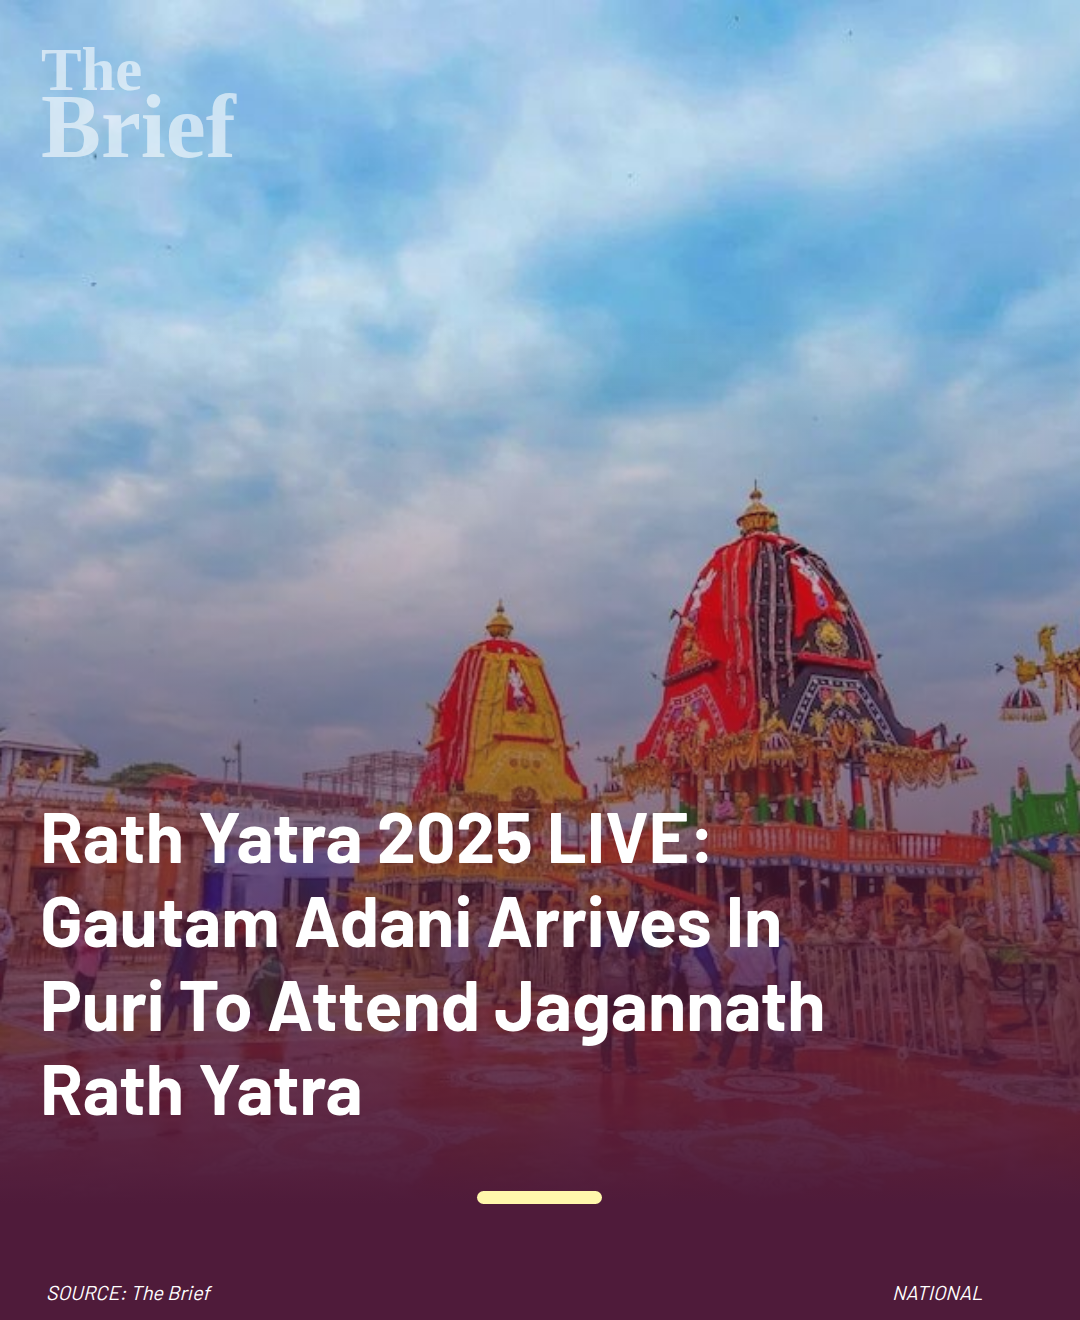 The
Brief
Rath Yatra 2025 LIVE:
Gautam Adani Arrives In
Puri To Attend Jagannath
Rath Yatra
SOURCE: The Brief
NATIONAL